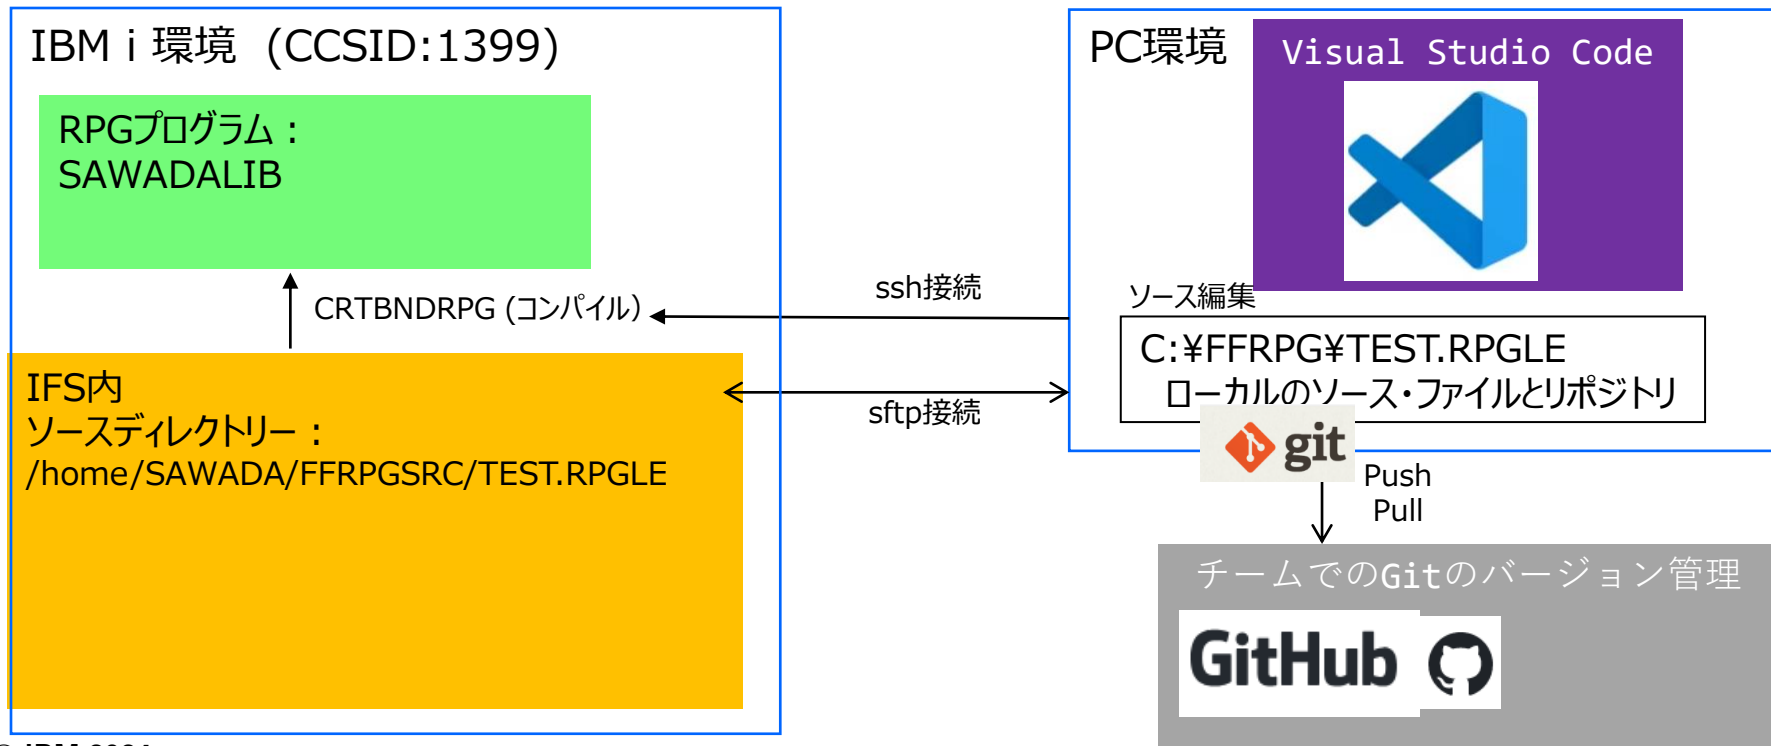 IBM i 環境 (CCSID:1399)
RPGプログラム：
SAWADALIB
CRTBNDRPG (コンパイル）
IFS内
ソースディレクトリー：
/home/SAWADA/FFRPGSRC/TEST.RPGLE
ssh接続
sftp接続
PC環境
Visual Studio Code
ソース編集
C:¥FFRPG¥TEST.RPGLE
ローカルのソース・ファイルとリポジトリ
git
Push
Pull
チームでのGitのバージョン管理
GitHub